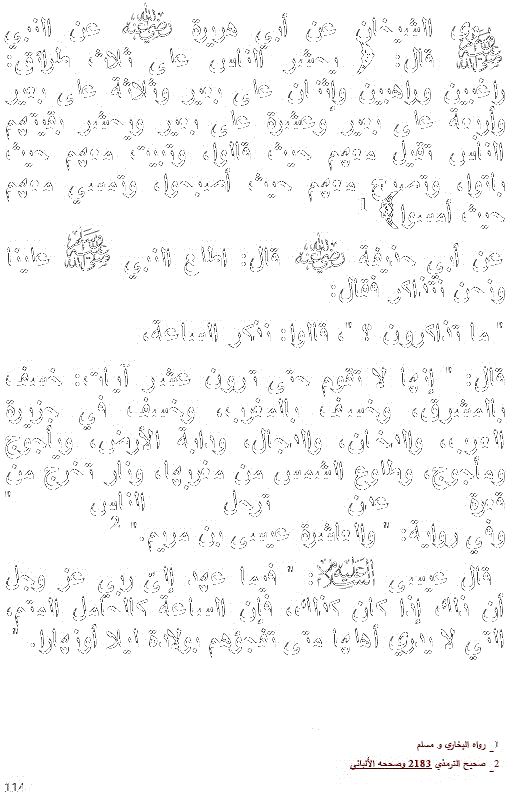 روى الشيخان عن أبي هريرة رضي الله عنه عن النبي
صلى الله عليه وسلم قال: { يحشر الناس على ثلاث طرائق:
راغبين وراهبين وإثنان على بعير وثلاثة على بعير
وأربعة على بعير وعشرة على بعير ويحشر بقيتهم
الناس تقيل معهم حيث قالوا، وتبيت معهم حيث
باتوا، وتصبح معهم حيث أصبحوا، وتمسي معهم
حيث أمسوا} 1
عن أبي حنيفة رضي الله عنه قال: اطلع النبي صلى الله عليه وسلم علينا
ونحن نتذاكر فقال:
" ما تذاكرون ؟ "، قالوا: نذكر الساعة،
قال: " إنها لا تقوم حتى ترون عشر آيات: خسف
بالمشرق، وخسف بالمغرب، وخسف في جزيرة
العرب، والدخان، والدجال، ودابة الأرض، ويأجوج
ومأجوج، وطلوع الشمس من مغربها، ونار تخرج من
قعرة عدن ترحل الناس "
وفي رواية: " والعاشرة عيسى بن مريم." 2
قال عيسى عليه السلام: " فيما عهد إليّ ربي عز وجل
أن ذلك إذا كان كذلك، فإن الساعة كالحامل المتم،
التي لا يدري أهلها متى تفجؤهم بولادة ليلا أونهارا. "
1_ رواه البخاري و مسلم
2_ صحيح الترمذي 2183 وصححه الألباني
114